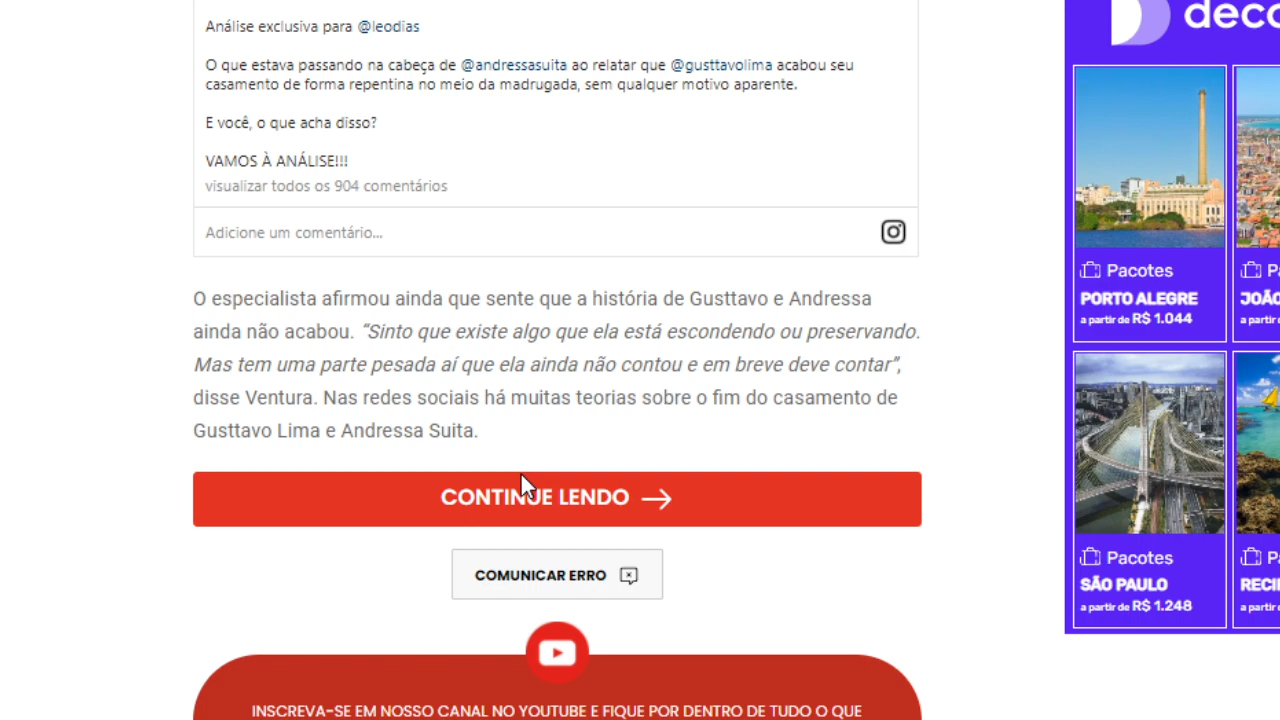 Análise exclusiva para @leodias
O que estava passando na cabeça de @andressasuita ao relatar que @gusttavolima acabou seu
casamento de forma repentina no meio da madrugada, sem qualquer motivo aparente.
E você, o que acha disso?
VAMOS À ANÁLISE!!!
visualizar todos os 904 comentários
Adicione um comentário...
O especialista afirmou ainda que sente que a história de Gusttavo e Andressa
ainda não acabou. “Sinto que existe algo que ela está escondendo ou preservando.
Mas tem uma parte pesada aí que ela ainda não contou e em breve deve contar”,
disse Ventura. Nas redes sociais há muitas teorias sobre o fim do casamento de
Gusttavo Lima e Andressa Suita.
CONTINUE LENDO
COMUNICAR ERRO
INSCREVA-SE EM NOSSO CANAL NO YOUTUBE E FIQUE POR DENTRO DE TUDO O QUE
Pacotes
PORTO ALEGRE
a partir de R$ 1.044
Pacotes
SÃO PAULO
a partir de R$ 1.248